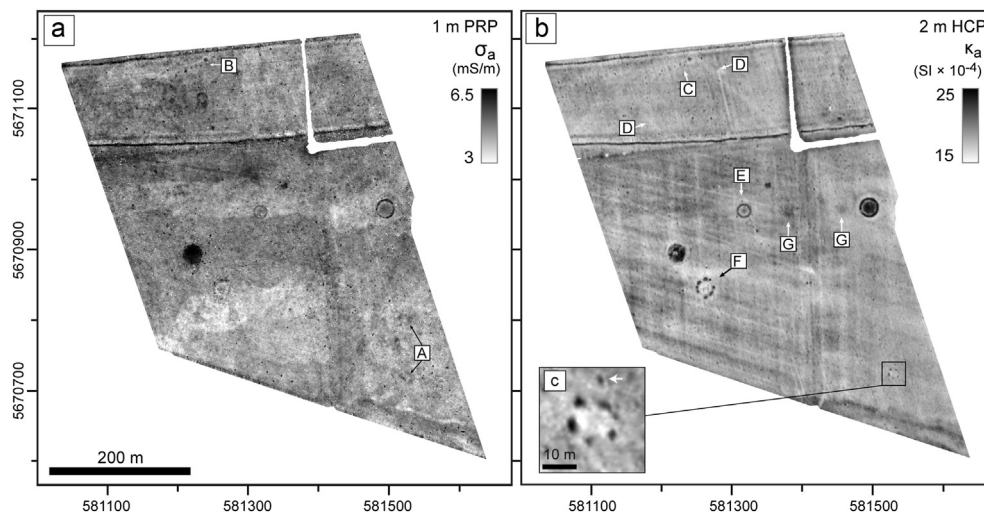 a
1 m PRP
σa
(mS/m)
6.5
3
B
A
200 m
5671100
5670900
5670700
581100
581300
581500
b
2 m HCP
κa
(SI × 10-4)
25
15
D
C
D
E
G
G
F
c
10 m
581100
581300
581500